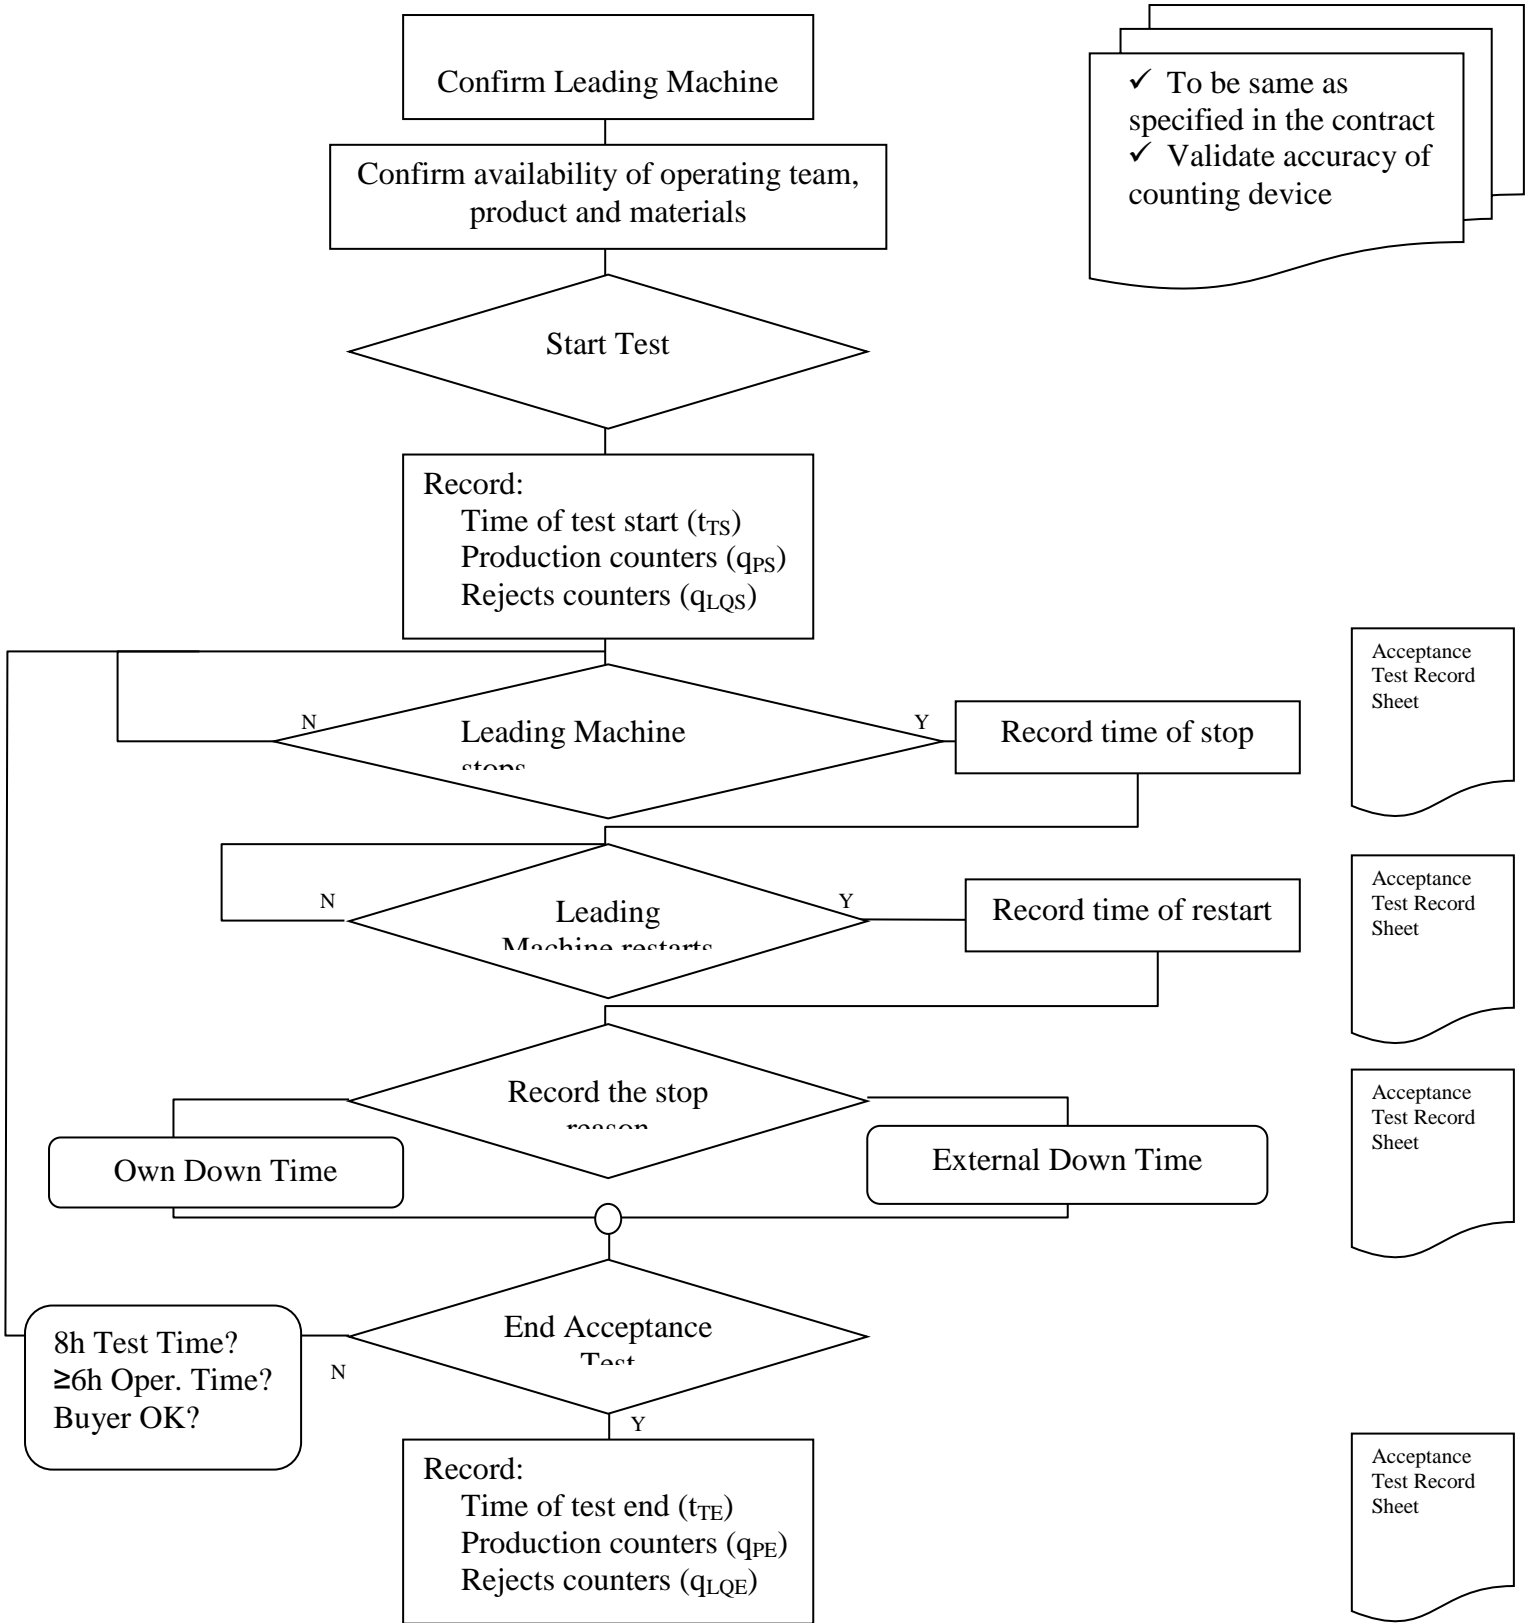 Confirm Leading Machine
✓ To be same as
specified in the contract
✓ Validate accuracy of
counting device
Confirm availability of operating team,
product and materials
Start Test
Record:
Time of test start (tTS)
Production counters (qPS)
Rejects counters (qLQS)
Acceptance
Test Record
Sheet
N
Leading Machine
stops
Y
Record time of stop
Acceptance
Test Record
Sheet
N
Leading
Machine restarts
Y
Record time of restart
Acceptance
Test Record
Sheet
Record the stop
reason
Own Down Time
External Down Time
8h Test Time?
≥6h Oper. Time?
Buyer OK?
N
End Acceptance
Test
Y
Record:
Time of test end (tTE)
Production counters (qPE)
Rejects counters (qLQE)
Acceptance
Test Record
Sheet